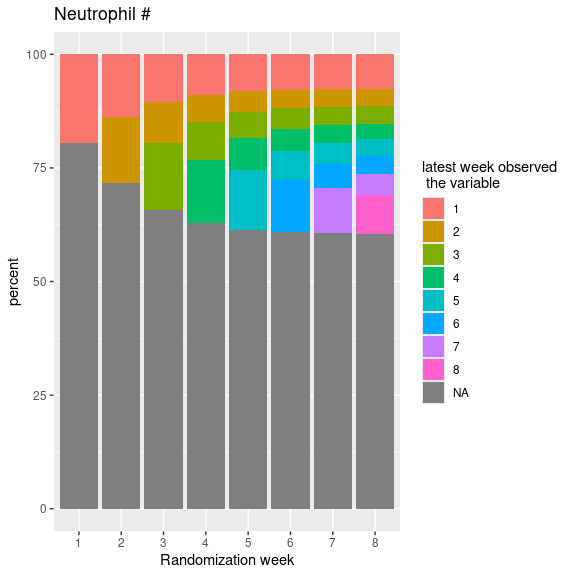 Neutrophil #
100
75
50
25
0
percent
1 2 3 4 5 6 7 8
Randomization week
latest week observed
the variable
1
2
3
4
5
6
7
8
NA